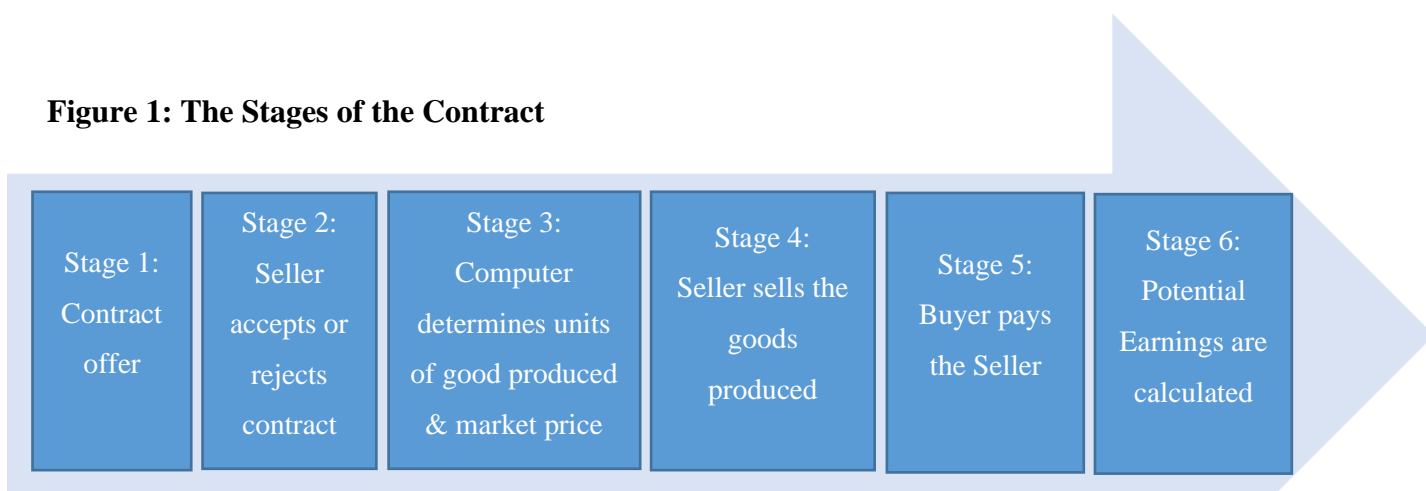 Figure 1: The Stages of the Contract
Stage 1:
Contract
offer
Stage 2:
Seller
accepts or
rejects
contract
Stage 3:
Computer
determines units
of good produced
& market price
Stage 4:
Seller sells the
goods
produced
Stage 5:
Buyer pays
the Seller
Stage 6:
Potential
Earnings are
calculated